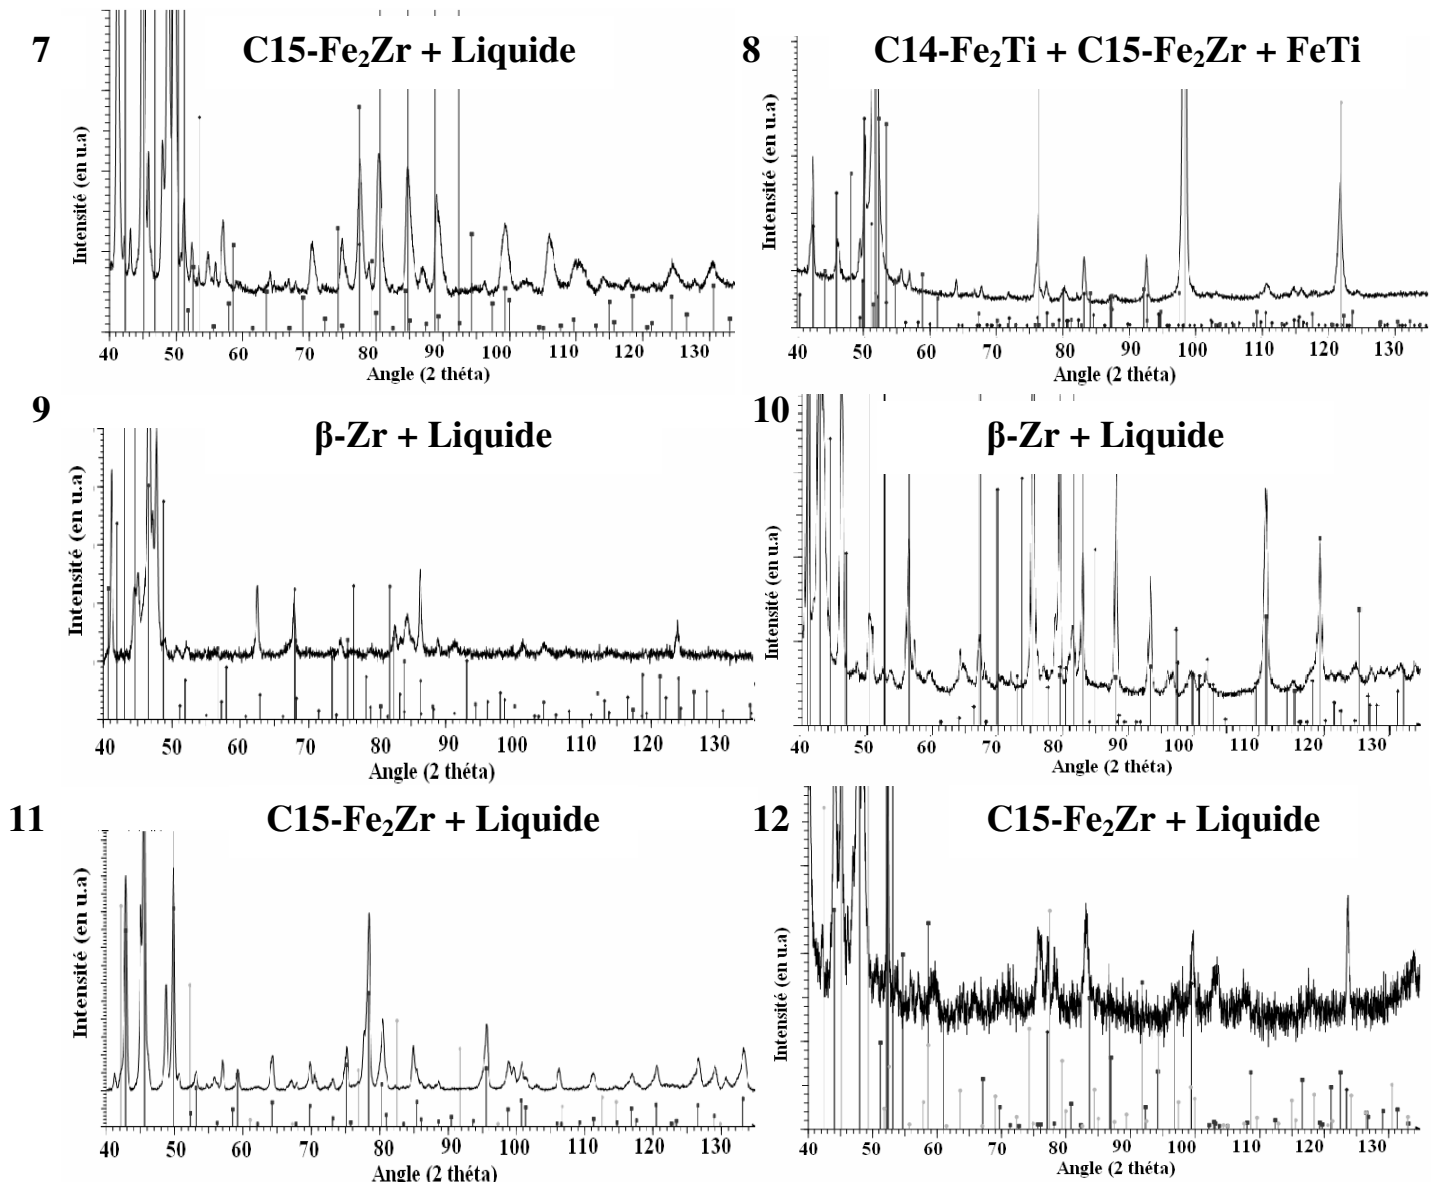 7
C15-Fe₂Zr + Liquide
Intensité (en u.a)
40 50 60 70 80 90 100 110 120 130
Angle (2 théta)
8
C14-Fe₂Ti + C15-Fe₂Zr + FeTi
Intensité (en u.a)
40 50 60 70 80 90 100 110 120 130
Angle (2 théta)
9
β-Zr + Liquide
Intensité (en u.a)
40 50 60 70 80 90 100 110 120 130
Angle (2 théta)
10
β-Zr + Liquide
Intensité (en u.a)
40 50 60 70 80 90 100 110 120 130
Angle (2 théta)
11
C15-Fe₂Zr + Liquide
Intensité (en u.a)
40 50 60 70 80 90 100 110 120 130
Angle (2 théta)
12
C15-Fe₂Zr + Liquide
Intensité (en u.a)
40 50 60 70 80 90 100 110 120 130
Angle (2 théta)